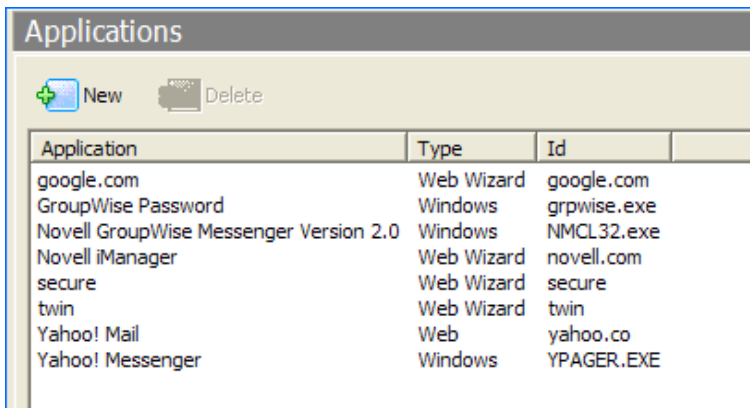 Applications
New Delete
Application Type Id
google.com Web Wizard google.com
GroupWise Password Windows grpwise.exe
Novell GroupWise Messenger Version 2.0 Windows NMCL32.exe
Novell iManager Web Wizard novell.com
secure Web Wizard secure
twin Web Wizard twin
Yahoo! Mail Web yahoo.co
Yahoo! Messenger Windows YPAGER.EXE